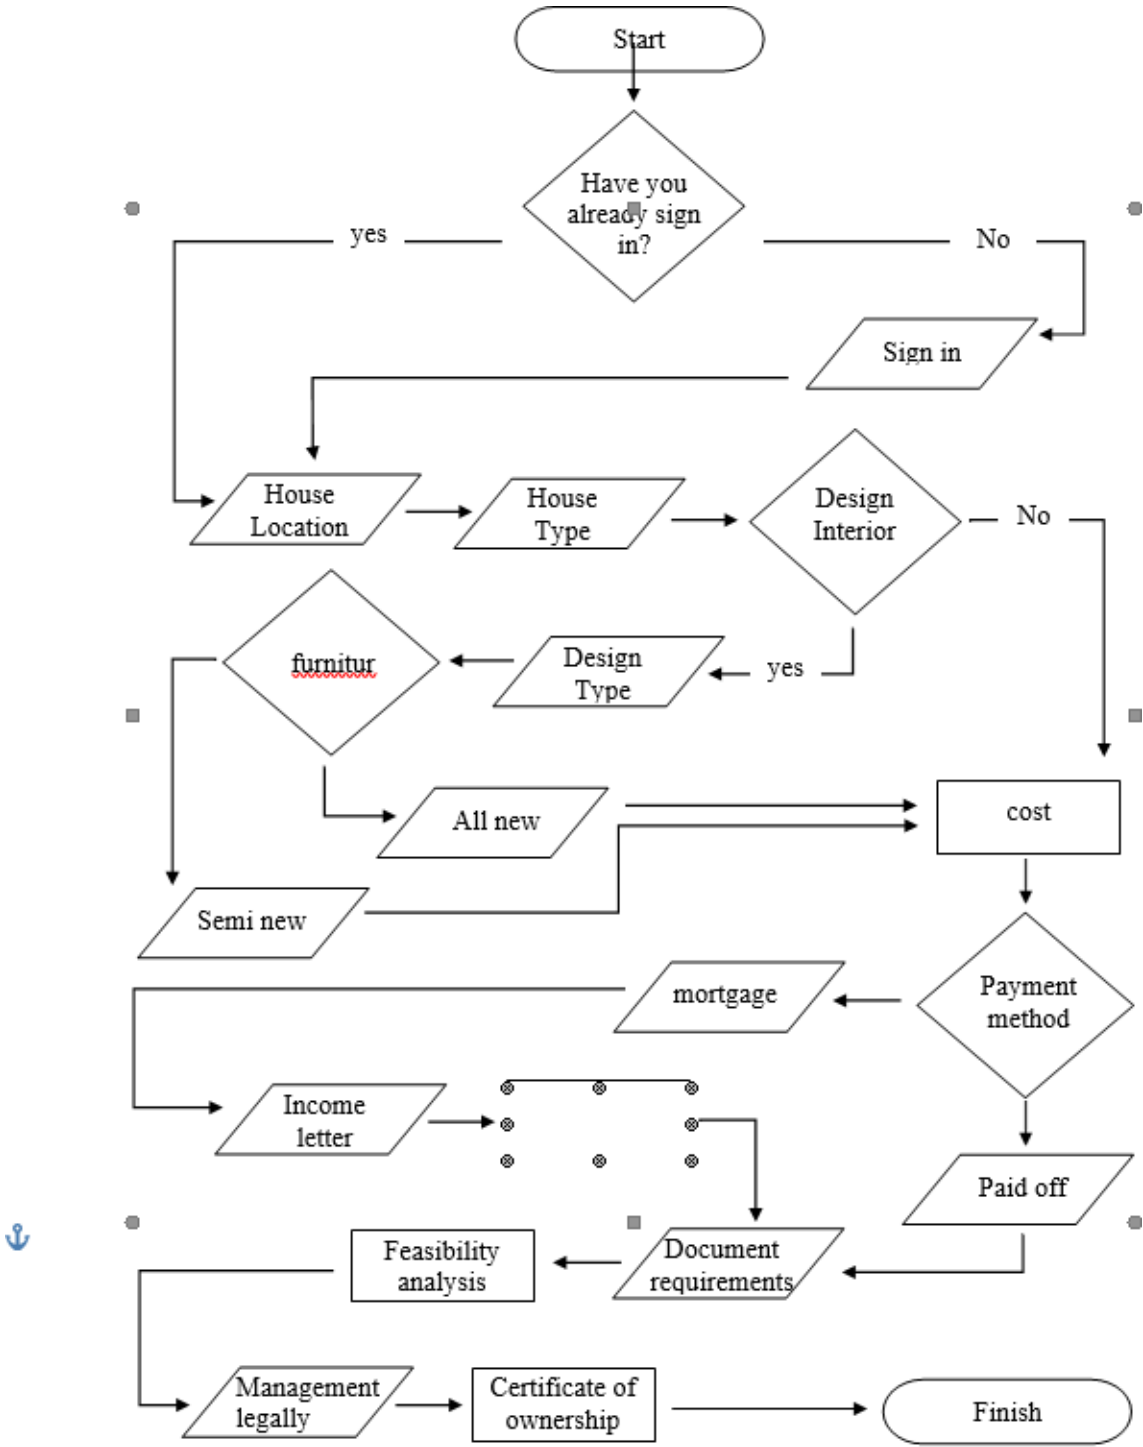 Start
Have you
already sign
in?
yes
No
Sign in
House
Location
House
Type
Design
Interior
No
furnitur
Design
Type
yes
All new
cost
Semi new
mortgage
Payment
method
Income
letter
Paid off
Feasibility
analysis
Document
requirements
Management
legally
Certificate of
ownership
Finish